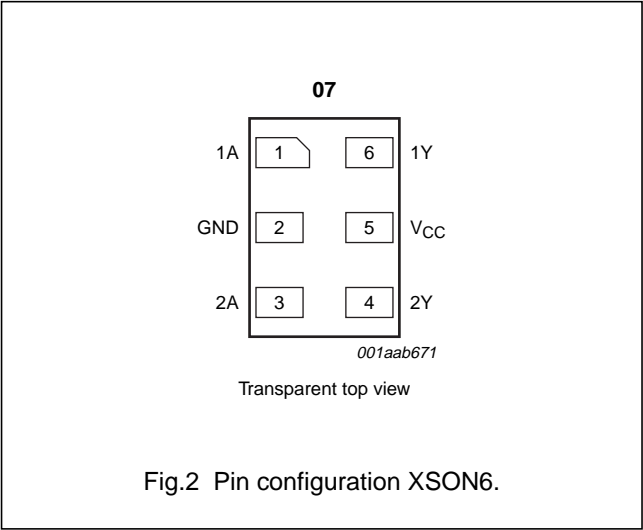 07
1A 1 6 1Y
GND 2 5 VCC
2A 3 4 2Y
001aab671
Transparent top view
Fig.2 Pin configuration XSON6.